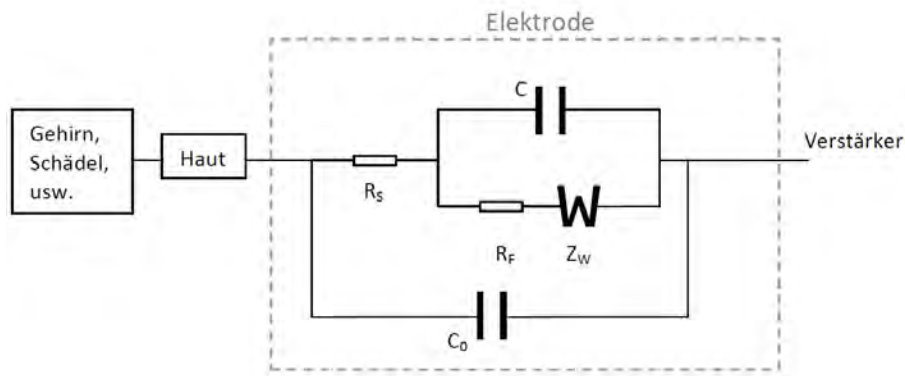 Elektrode
C
Gehirn,
Schädel,
usw.
Haut
Verstärker
R_S
R_F
Z_W
W
C_0